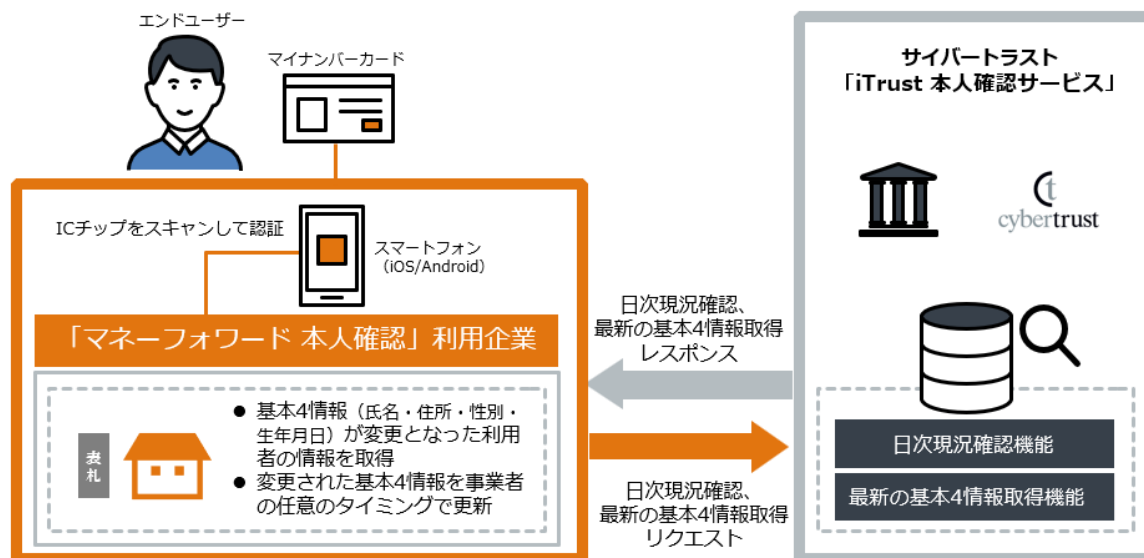 エンドユーザー
マイナンバーカード
ICチップをスキャンして認証
スマートフォン
（iOS/Android）
「マネーフォワード 本人確認」利用企業
表札
● 基本4情報（氏名・住所・性別・
生年月日）が変更となった利用
者の情報を取得
● 変更された基本4情報を事業者
の任意のタイミングで更新
日次現況確認、
最新の基本4情報取得
レスポンス
日次現況確認、
最新の基本4情報取得
リクエスト
サイバートラスト
「iTrust 本人確認サービス」
cybertrust
日次現況確認機能
最新の基本4情報取得機能